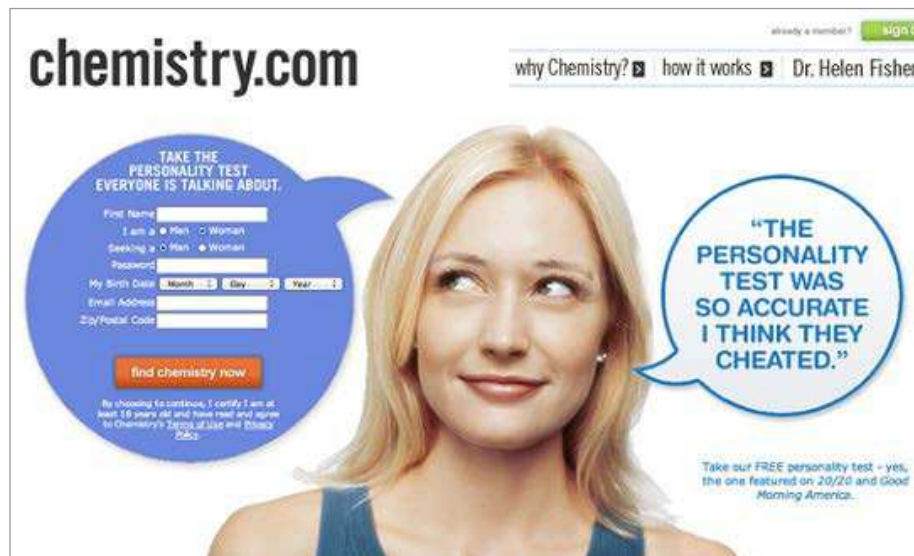 already a member? sign
chemistry.com
why Chemistry? how it works Dr. Helen Fisher
TAKE THE
PERSONALITY TEST
EVERYONE IS TALKING ABOUT.
First Name
I am a Man Woman
Seeking a Man Woman
Password
My Birth Date Month Day Year
Email Address
Zip/Postal Code
find chemistry now
By choosing to continue, I certify I am at
least 18 years old and have read and agree
to Chemistry's Terms of Use and Privacy
Policy.
“THE
PERSONALITY
TEST WAS
SO ACCURATE
I THINK THEY
CHEATED.”
Take our FREE personality test - yes,
the one featured on 20/20 and Good
Morning America.